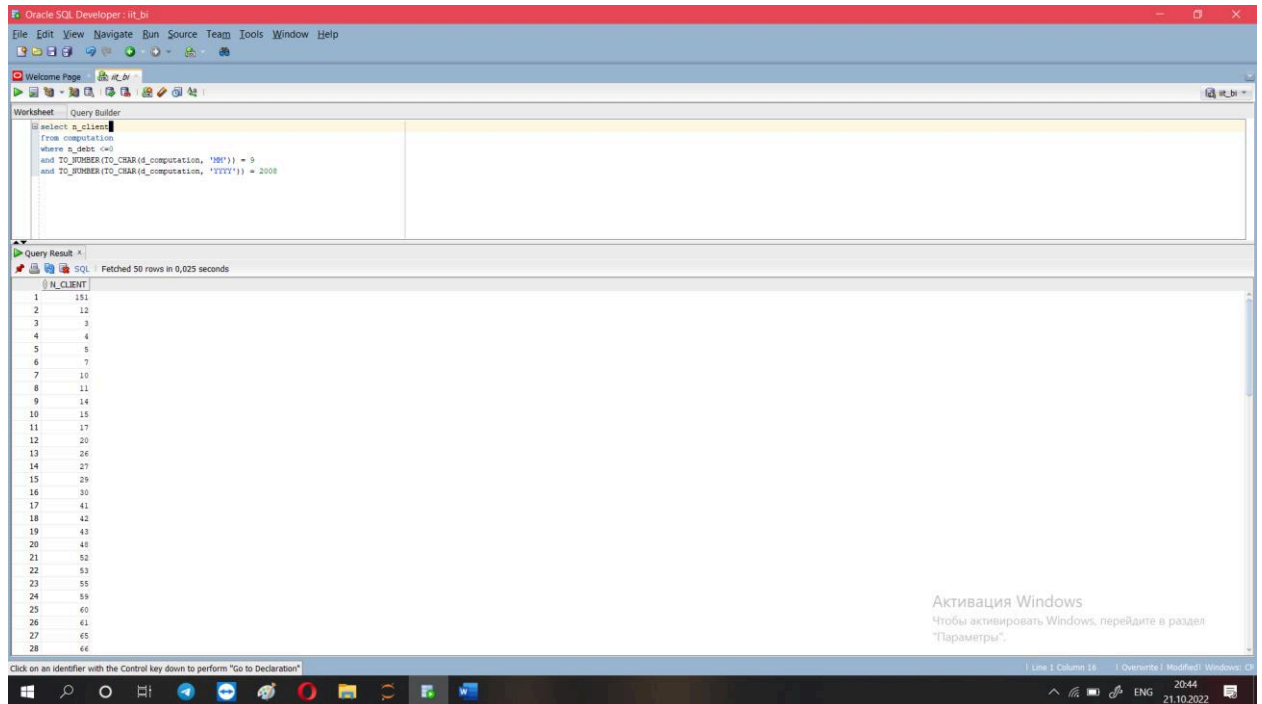 Oracle SQL Developer : iit_bi
File Edit View Navigate Run Source Team Tools Window Help
Welcome Page iit_bi
iit_bi
Worksheet Query Builder
select n_client
from computation
where n_debt <=0
and TO_NUMBER(TO_CHAR(d_computation, 'MM')) = 9
and TO_NUMBER(TO_CHAR(d_computation, 'YYYY')) = 2008
Query Result ×
SQL Fetched 50 rows in 0,025 seconds
N_CLIENT
1 151
2 12
3 3
4 4
5 5
6 7
7 10
8 11
9 14
10 15
11 17
12 20
13 26
14 27
15 29
16 30
17 41
18 42
19 43
20
21 52
22 53
23 55
24 59
25 60
26 61
27 65
28 66
Активация Windows
Чтобы активировать Windows, перейдите в раздел
"Параметры".
Click on an identifier with the Control key down to perform "Go to Declaration"
Line 1 Column 16 Overwrite Modified Windows: CF
ENG
20:44
21.10.2022